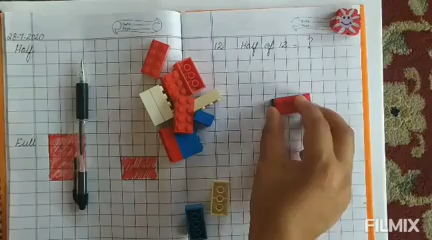 28-7-2020
Half
12) Half of 12 = ?
Full
FILMIX